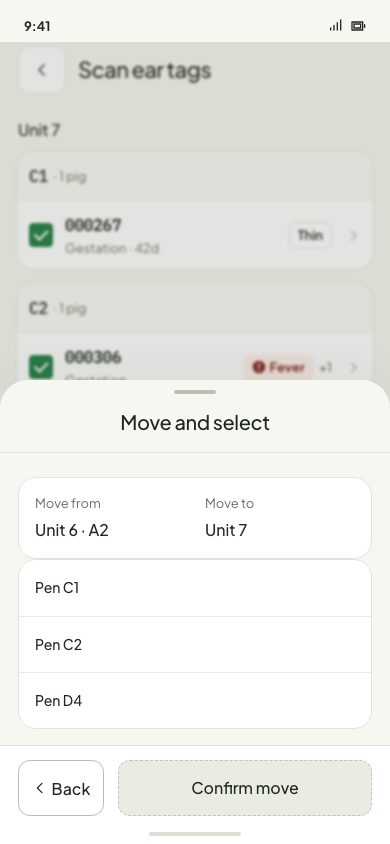 9:41
Scan ear tags
Unit 7
C1 · 1 pig
000267
Gestation · 42d
Thin
C2 · 1 pig
000306
Fever +1
Gestation
Move and select
Move from
Move to
Unit 6 · A2
Unit 7
Pen C1
Pen C2
Pen D4
Back
Confirm move